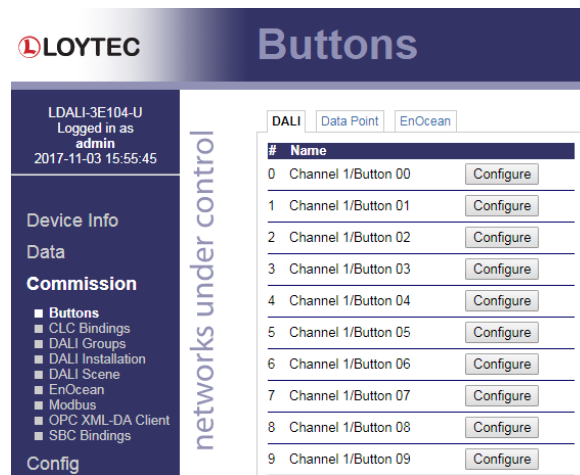 LOYTEC
Buttons
LDALI-3E104-U
Logged in as
admin
2017-11-03 15:55:45
Device Info
Data
Commission
Buttons
CLC Bindings
DALI Groups
DALI Installation
DALI Scene
EnOcean
Modbus
OPC XML-DA Client
SBC Bindings
Config
networks under control
DALI Data Point EnOcean
# Name
0 Channel 1/Button 00 Configure
1 Channel 1/Button 01 Configure
2 Channel 1/Button 02 Configure
3 Channel 1/Button 03 Configure
4 Channel 1/Button 04 Configure
5 Channel 1/Button 05 Configure
6 Channel 1/Button 06 Configure
7 Channel 1/Button 07 Configure
8 Channel 1/Button 08 Configure
9 Channel 1/Button 09 Configure